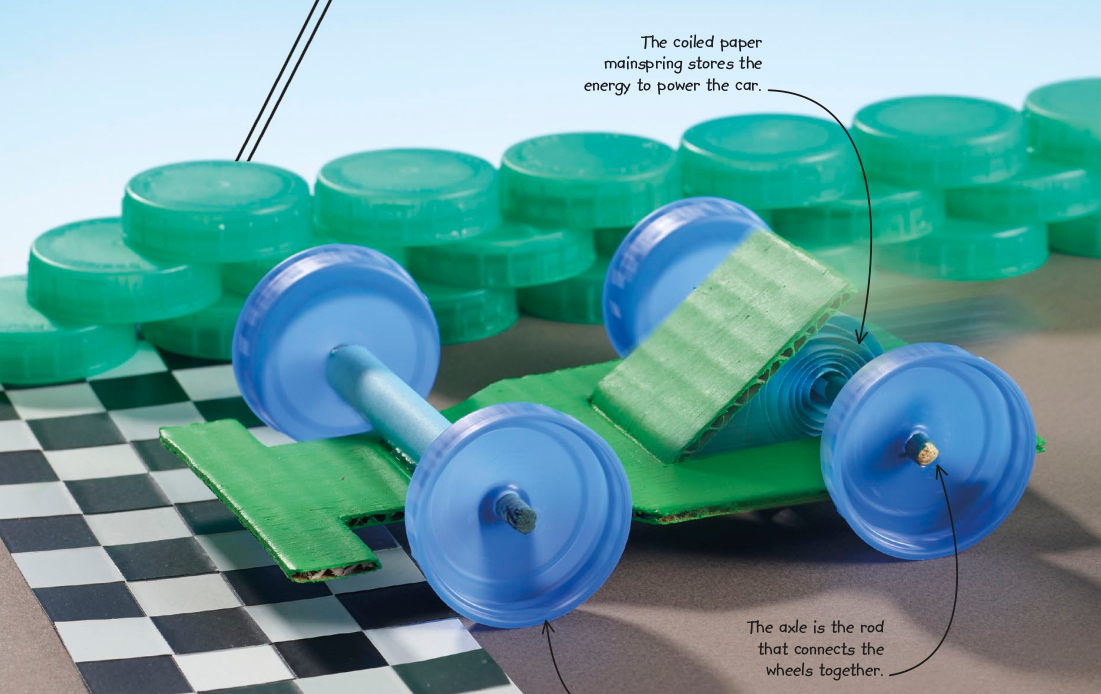 The coiled paper
mainspring stores the
energy to power the car.
The axle is the rod
that connects the
wheels together.